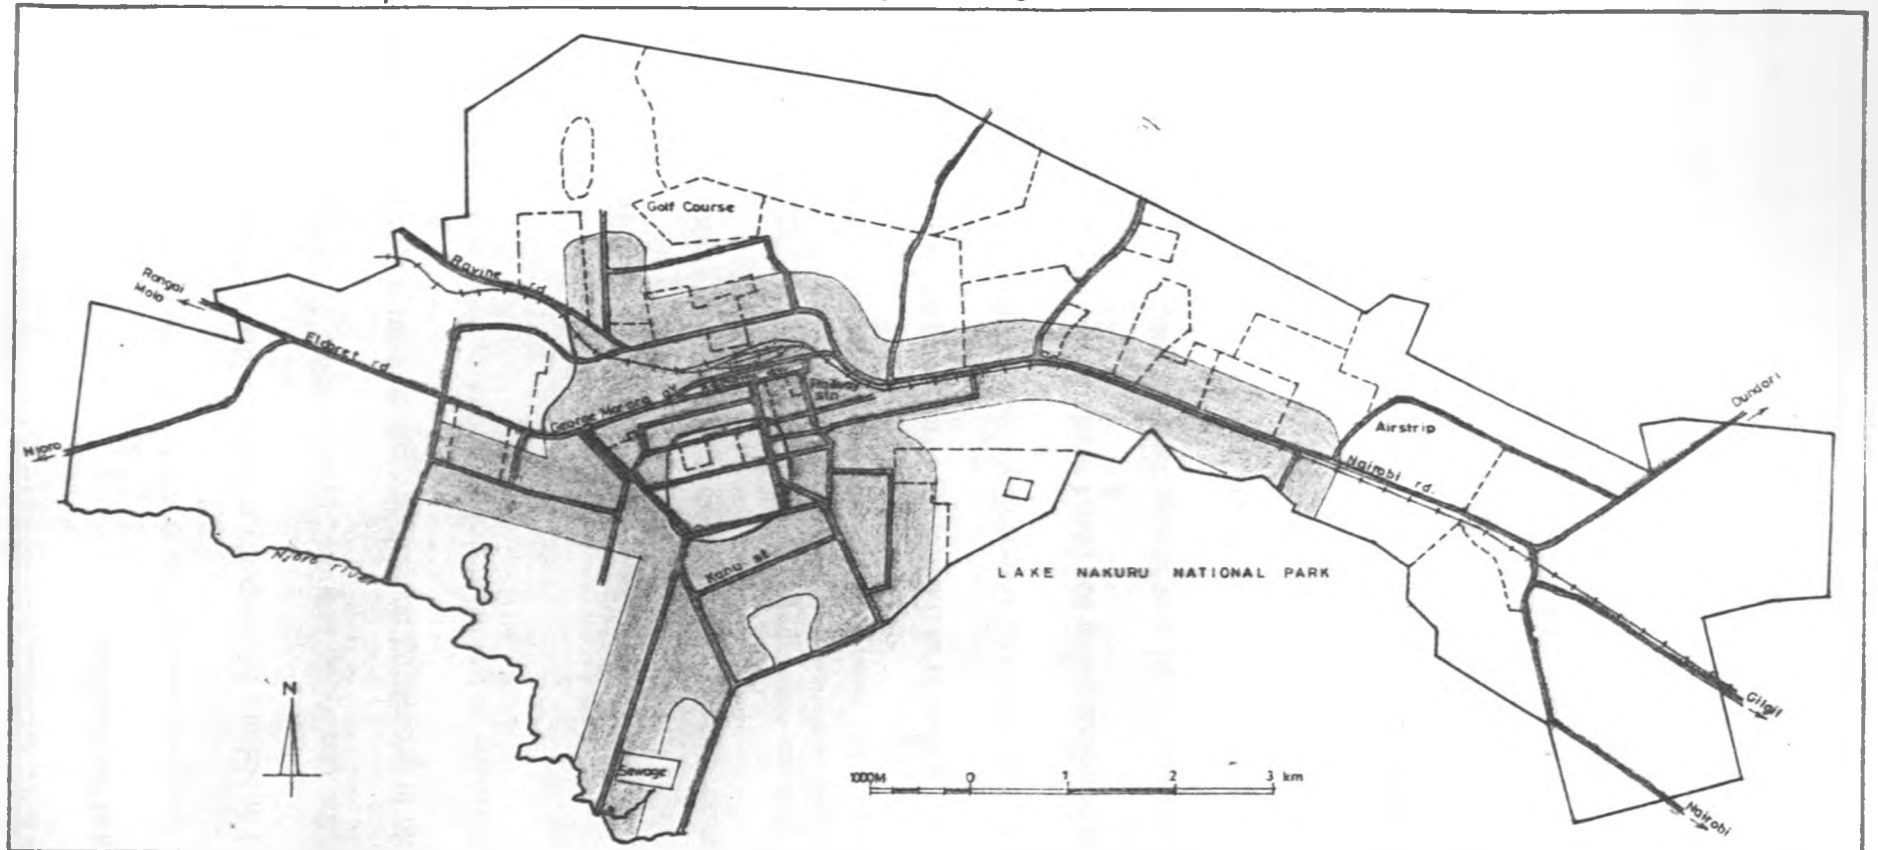 Golf Course
Ravine rd.
Rongai
Molo
Eldoret rd.
George Morara av.
Railway
stn
Njoro
Airstrip
Dundori
Nairobi rd.
Kanu st.
Njoro river
LAKE NAKURU NATIONAL PARK
Gilgil
N
Sewage
1000M 0 1 2 3 km
Nairobi